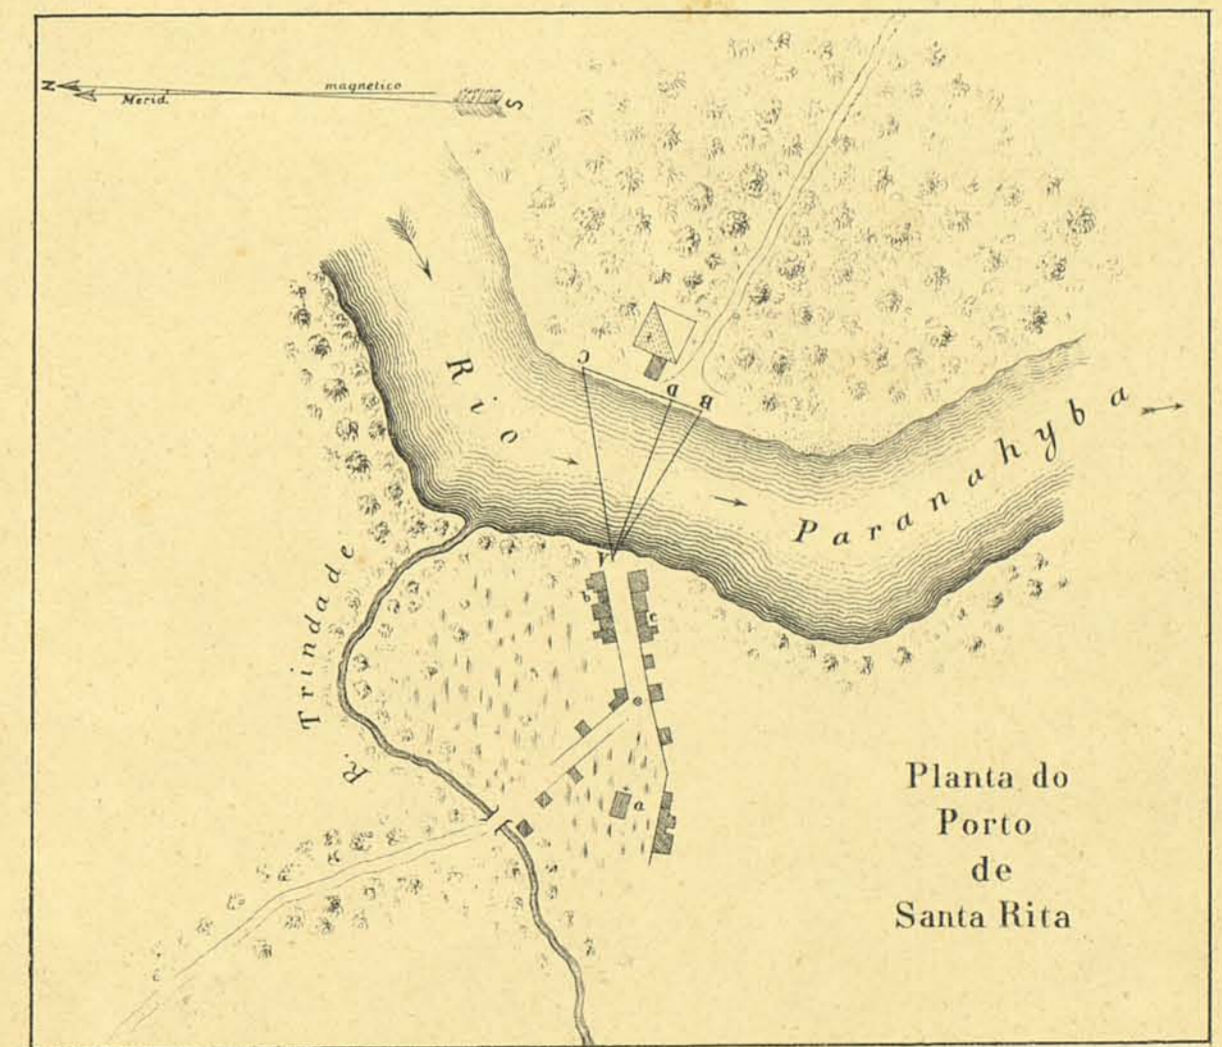 N
Merid.
magnetico
S
Rio
Paranahyba
C
D
B
A
b
c
e
a
R. Trindade
Planta do
Porto
de
Santa Rita